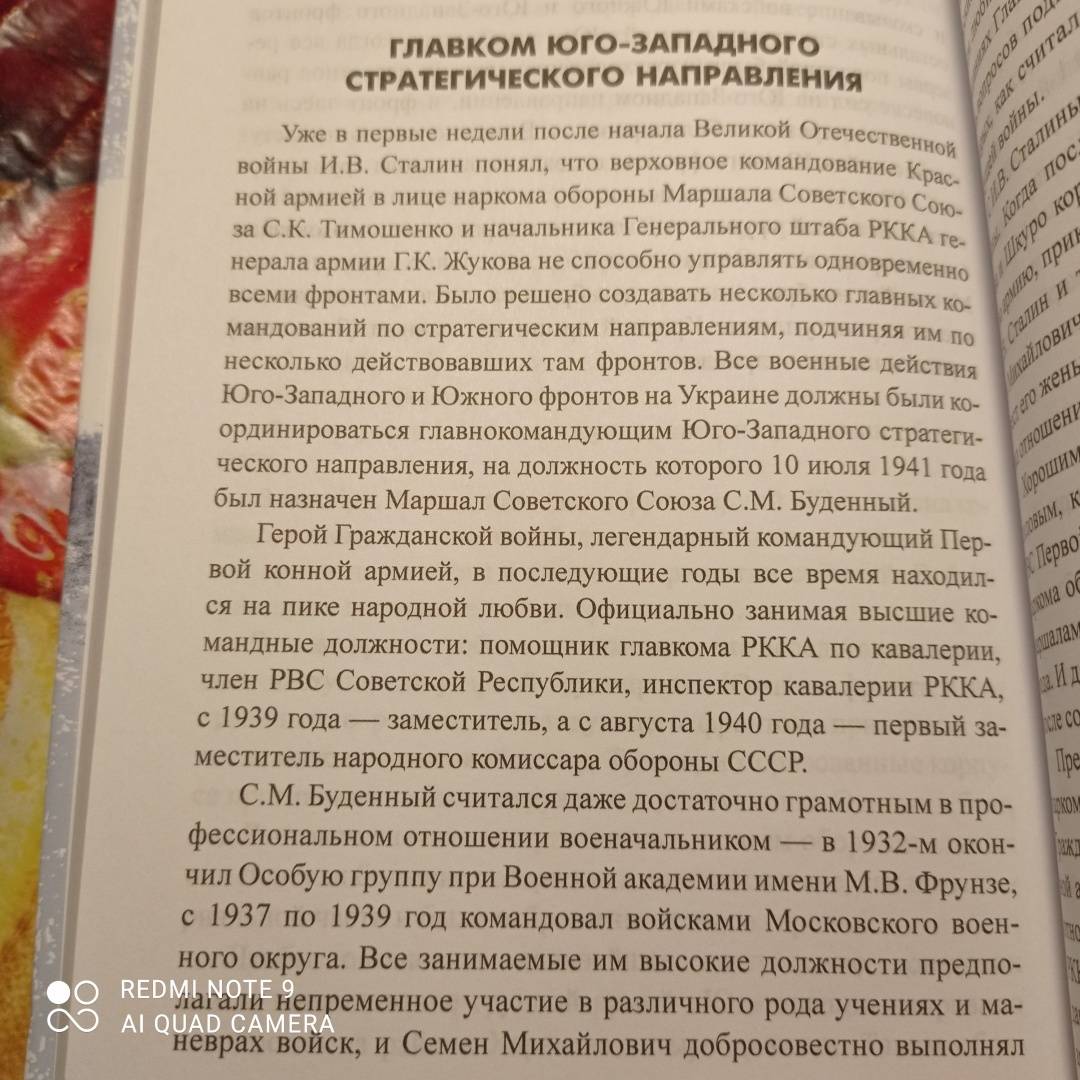 ГЛАВКОМ ЮГО-ЗАПАДНОГО
СТРАТЕГИЧЕСКОГО НАПРАВЛЕНИЯ
Уже в первые недели после начала Великой Отечественной
войны И.В. Сталин понял, что верховное командование Крас-
ной армией в лице наркома обороны Маршала Советского Сою-
за С.К. Тимошенко и начальника Генерального штаба РККА ге-
нерала армии Г.К. Жукова не способно управлять одновременно
всеми фронтами. Было решено создавать несколько главных ко-
мандований по стратегическим направлениям, подчиняя им по
несколько действовавших там фронтов. Все военные действия
Юго-Западного и Южного фронтов на Украине должны были ко-
ординироваться главнокомандующим Юго-Западного стратеги-
ческого направления, на должность которого 10 июля 1941 года
был назначен Маршал Советского Союза С.М. Буденный.
Герой Гражданской войны, легендарный командующий Пер-
вой конной армией, в последующие годы все время находил-
ся на пике народной любви. Официально занимая высшие ко-
мандные должности: помощник главкома РККА по кавалерии,
член РВС Советской Республики, инспектор кавалерии РККА,
с 1939 года — заместитель, а с августа 1940 года — первый за-
меститель народного комиссара обороны СССР.
С.М. Буденный считался даже достаточно грамотным в про-
фессиональном отношении военачальником — в 1932-м окон-
чил Особую группу при Военной академии имени М.В. Фрунзе,
с 1937 по 1939 год командовал войсками Московского воен-
ного округа. Все занимаемые им высокие должности предпо-
лагали непременное участие в различного рода учениях и ма-
неврах войск, и Семен Михайлович добросовестно выполнял
REDMI NOTE 9
AI QUAD CAMERA